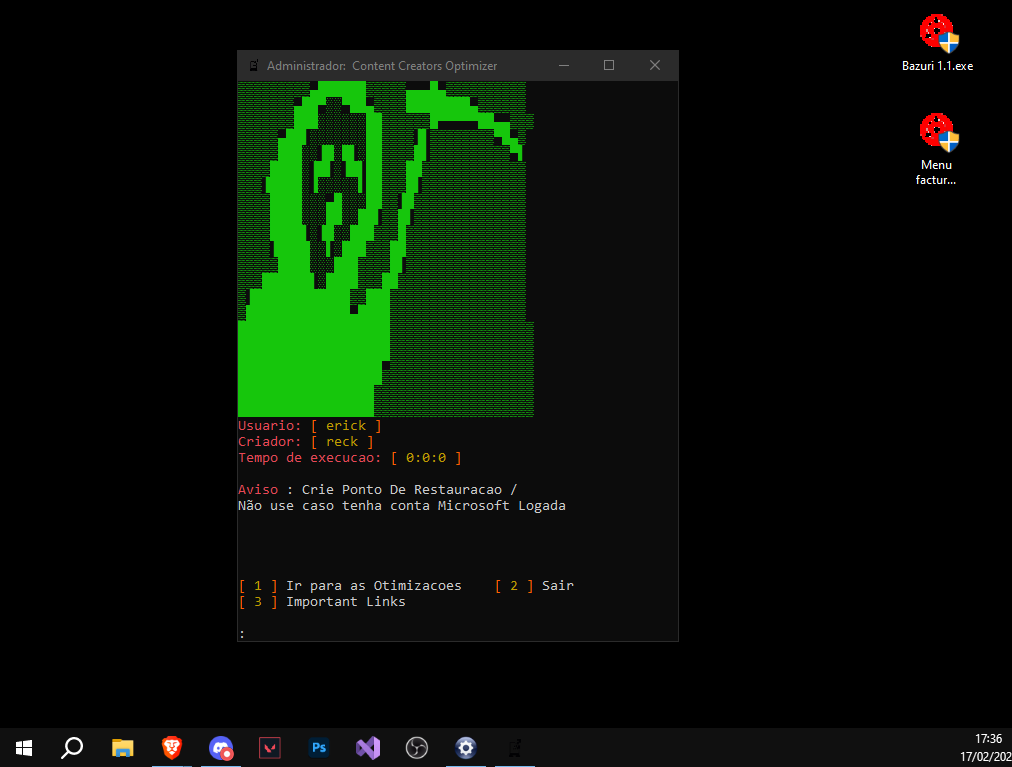 Bazuri 1.1.exe
Menu
factur...
Administrador:  Content Creators Optimizer
Usuario: [ erick ]
Criador: [ reck ]
Tempo de execucao: [ 0:0:0 ]
Aviso : Crie Ponto De Restauracao /
Não use caso tenha conta Microsoft Logada
[ 1 ] Ir para as Otimizacoes    [ 2 ] Sair
[ 3 ] Important Links
:
Ps
17:36
17/02/202